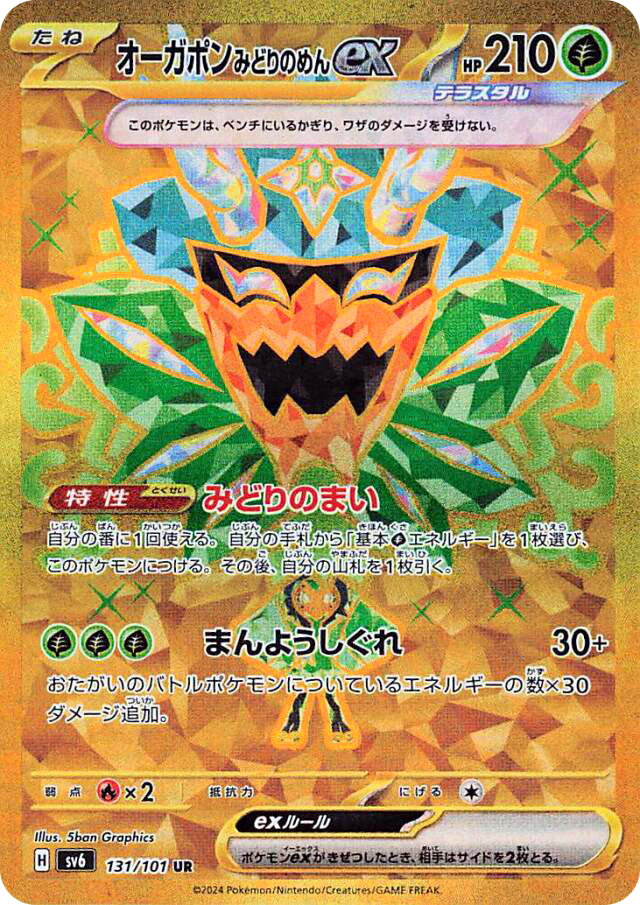 たね オーガポンみどりのめんex HP210
テラスタル
このポケモンは、ベンチにいるかぎり、ワザのダメージを受けない。
特性 とくせい みどりのまい
自分の番に1回使える。自分の手札から「基本エネルギー」を1枚選び、
このポケモンにつける。その後、自分の山札を1枚引く。
まんようしぐれ 30+
おたがいのバトルポケモンについているエネルギーの数×30
ダメージ追加。
弱点 ×2 抵抗力 にげる
exルール
ポケモンexがきぜつしたとき、相手はサイドを2枚とる。
Illus. 5ban Graphics
H sv6 131/101 UR
©2024 Pokémon/Nintendo/Creatures/GAME FREAK.